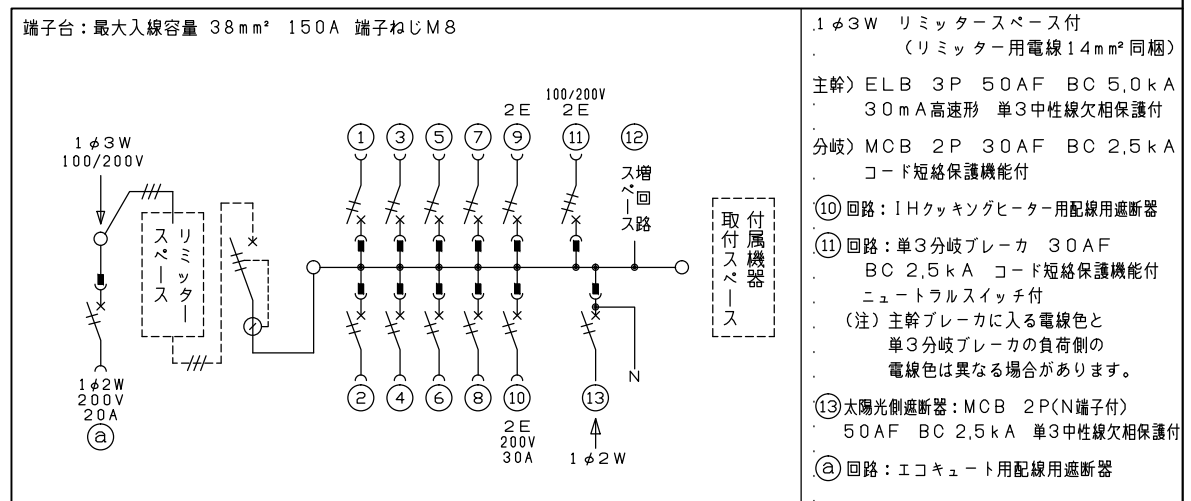 端子台：最大入線容量 38mm² 150A 端子ねじM8
1φ3W
100/200V
リミッター
スペース
1φ2W
200V
20A
ⓐ
100/200V
2E
2E
①
③
⑤
⑦
⑨
⑪
⑫
増回路
スペース
付属機器
取付スペース
②
④
⑥
⑧
⑩
⑬
N
2E
200V
30A
1φ2W
1φ3W リミッタースペース付
（リミッター用電線14mm²同梱）
主幹）ELB 3P 50AF BC 5,0kA
30mA高速形 単3中性線欠相保護付
分岐）MCB 2P 30AF BC 2,5kA
コード短絡保護機能付
⑩回路：IHクッキングヒーター用配線用遮断器
⑪回路：単3分岐ブレーカ 30AF
BC 2,5kA コード短絡保護機能付
ニュートラルスイッチ付
（注）主幹ブレーカに入る電線色と
単3分岐ブレーカの負荷側の
電線色は異なる場合があります。
⑬太陽光側遮断器：MCB 2P(N端子付)
50AF BC 2,5kA 単3中性線欠相保護付
ⓐ回路：エコキュート用配線用遮断器